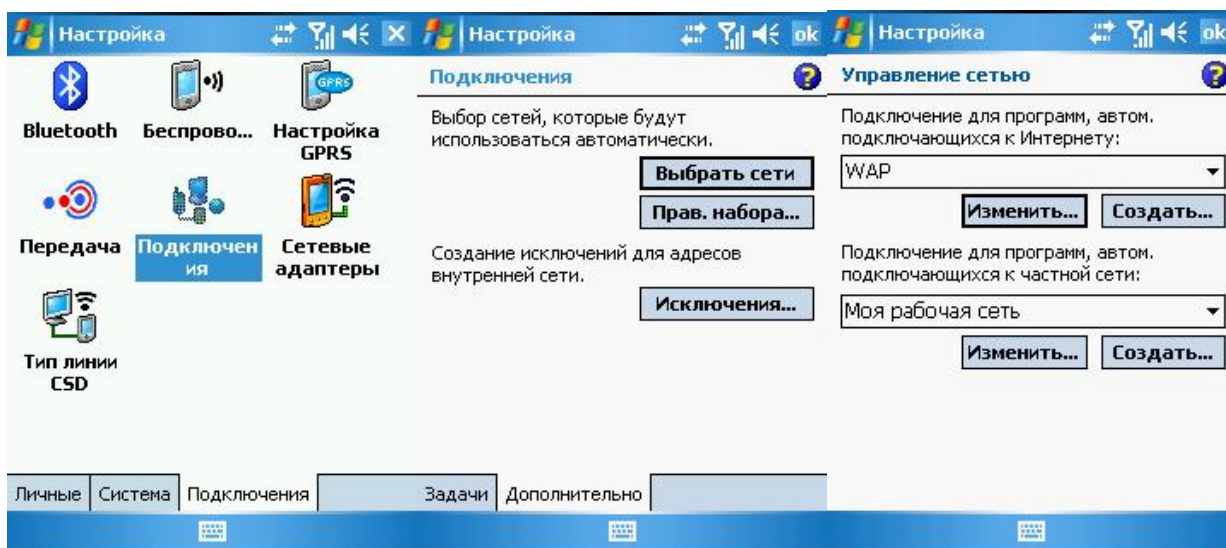 Настройка
Bluetooth
Беспрово...
GPRS
Настройка
GPRS
Передача
Подключен
ия
Сетевые
адаптеры
Тип линии
CSD
Личные
Система
Подключения
Настройка
ok
Подключения
?
Выбор сетей, которые будут
использоваться автоматически.
Выбрать сети
Прав. набора...
Создание исключений для адресов
внутренней сети.
Исключения...
Задачи
Дополнительно
Настройка
ok
Управление сетью
?
Подключение для программ, автом.
подключающихся к Интернету:
WAP
Изменить...
Создать...
Подключение для программ, автом.
подключающихся к частной сети:
Моя рабочая сеть
Изменить...
Создать...